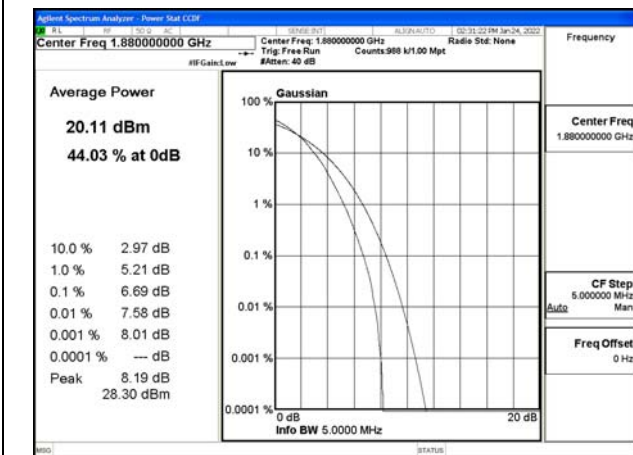 Agilent Spectrum Analyzer - Power Stat CCDF
RL RF 50 Ω AC SENSE:INT ALIGN AUTO 02:31:22 PM Jan 24, 2022
Center Freq 1.880000000 GHz
Center Freq: 1.880000000 GHz Radio Std: None
Trig: Free Run Counts:988 k/1.00 Mpt
#IFGain:Low #Atten: 40 dB
Frequency
Average Power
20.11 dBm
44.03 % at 0dB
10.0 % 2.97 dB
1.0 % 5.21 dB
0.1 % 6.69 dB
0.01 % 7.58 dB
0.001 % 8.01 dB
0.0001 % --- dB
Peak 8.19 dB
28.30 dBm
Gaussian
100 %
10 %
1 %
0.1 %
0.01 %
0.001 %
0.0001 %
0 dB 20 dB
Info BW 5.0000 MHz
Center Freq
1.880000000 GHz
CF Step
5.000000 MHz
Auto Man
Freq Offset
0 Hz
MSG STATUS